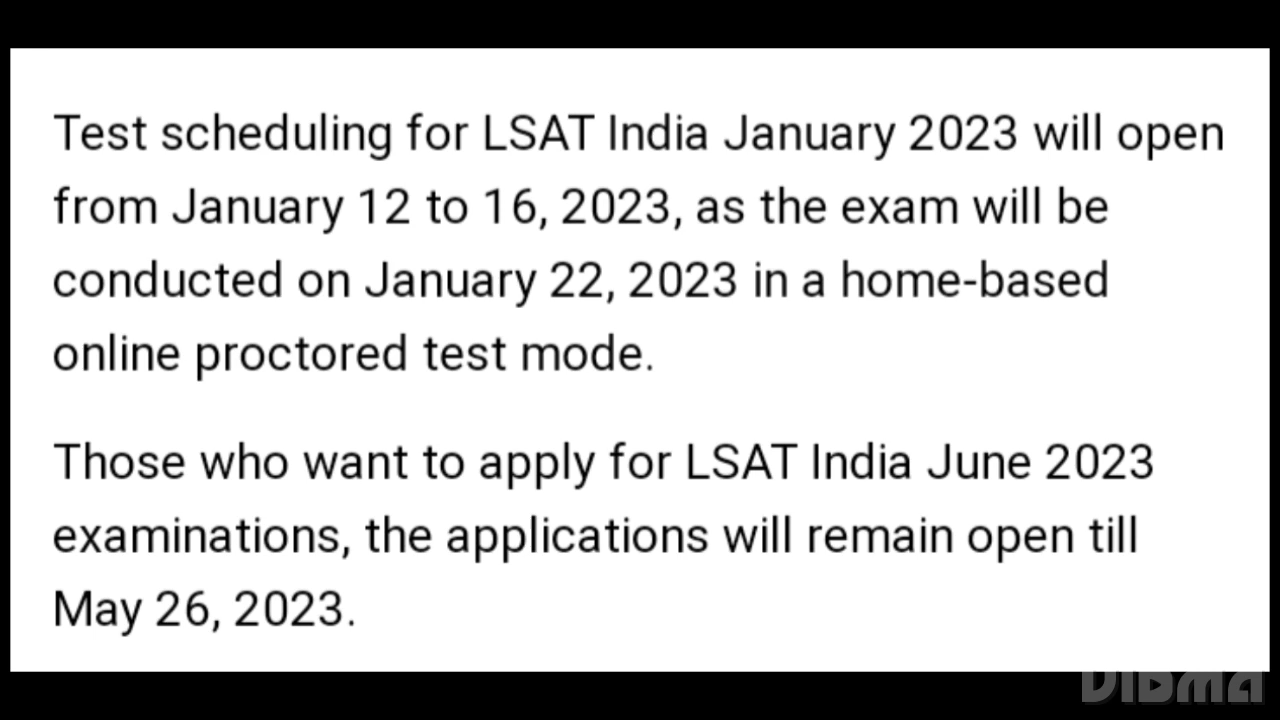 Test scheduling for LSAT India January 2023 will open
from January 12 to 16, 2023, as the exam will be
conducted on January 22, 2023 in a home-based
online proctored test mode.
Those who want to apply for LSAT India June 2023
examinations, the applications will remain open till
May 26, 2023.